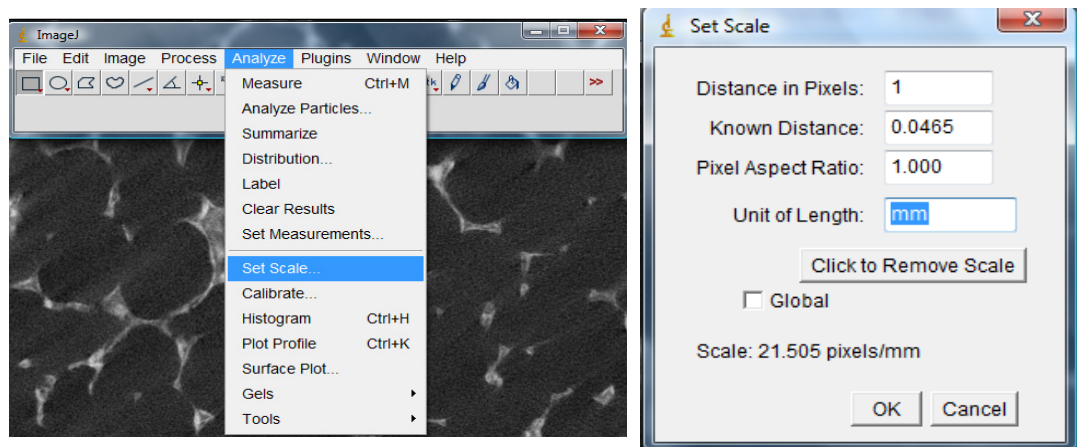 ImageJ
File Edit Image Process Analyze Plugins Window Help
Measure Ctrl+M
Analyze Particles...
Summarize
Distribution...
Label
Clear Results
Set Measurements...
Set Scale...
Calibrate...
Histogram Ctrl+H
Plot Profile Ctrl+K
Surface Plot...
Gels
Tools
Set Scale
Distance in Pixels: 1
Known Distance: 0.0465
Pixel Aspect Ratio: 1.000
Unit of Length: mm
Click to Remove Scale
Global
Scale: 21.505 pixels/mm
OK Cancel